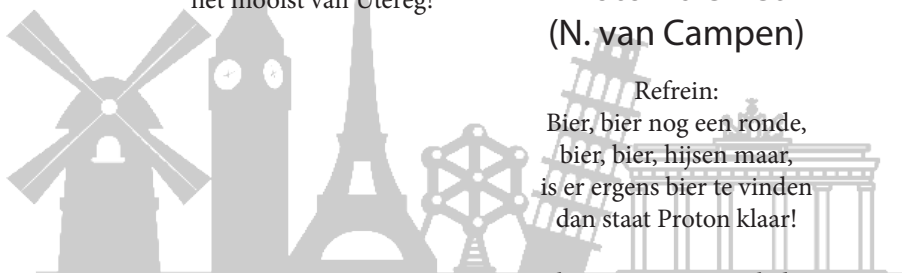 het mooist van Utereg!
(N. van Campen)
Refrein:
Bier, bier nog een ronde,
bier, bier, hijsen maar,
is er ergens bier te vinden
dan staat Proton klaar!